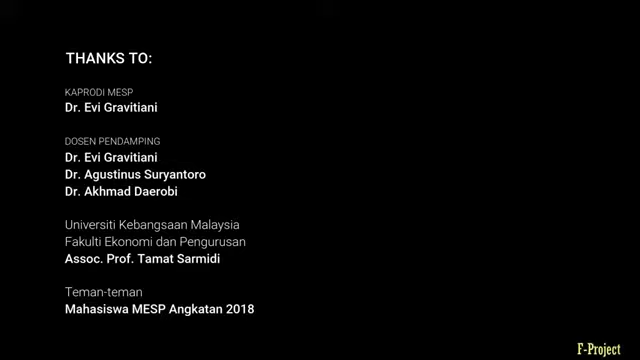 THANKS TO:
KAPRODI MESP
Dr. Evi Gravitiani
DOSEN PENDAMPING
Dr. Evi Gravitiani
Dr. Agustinus Suryantoro
Dr. Akhmad Daerobi
Universiti Kebangsaan Malaysia
Fakulti Ekonomi dan Pengurusan
Assoc. Prof. Tamat Sarmidi
Teman-teman
Mahasiswa MESP Angkatan 2018
F-Project